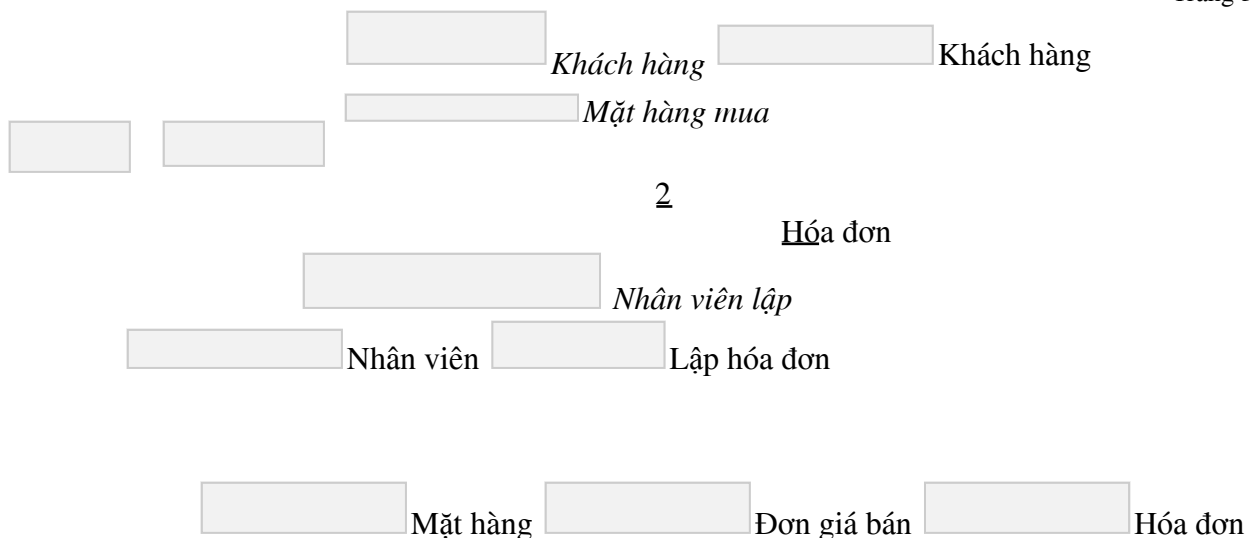 Khách hàng Khách hàng
Mặt hàng mua
2
Hóa đơn
Nhân viên lập
Nhân viên Lập hóa đơn
Mặt hàng Đơn giá bán Hóa đơn